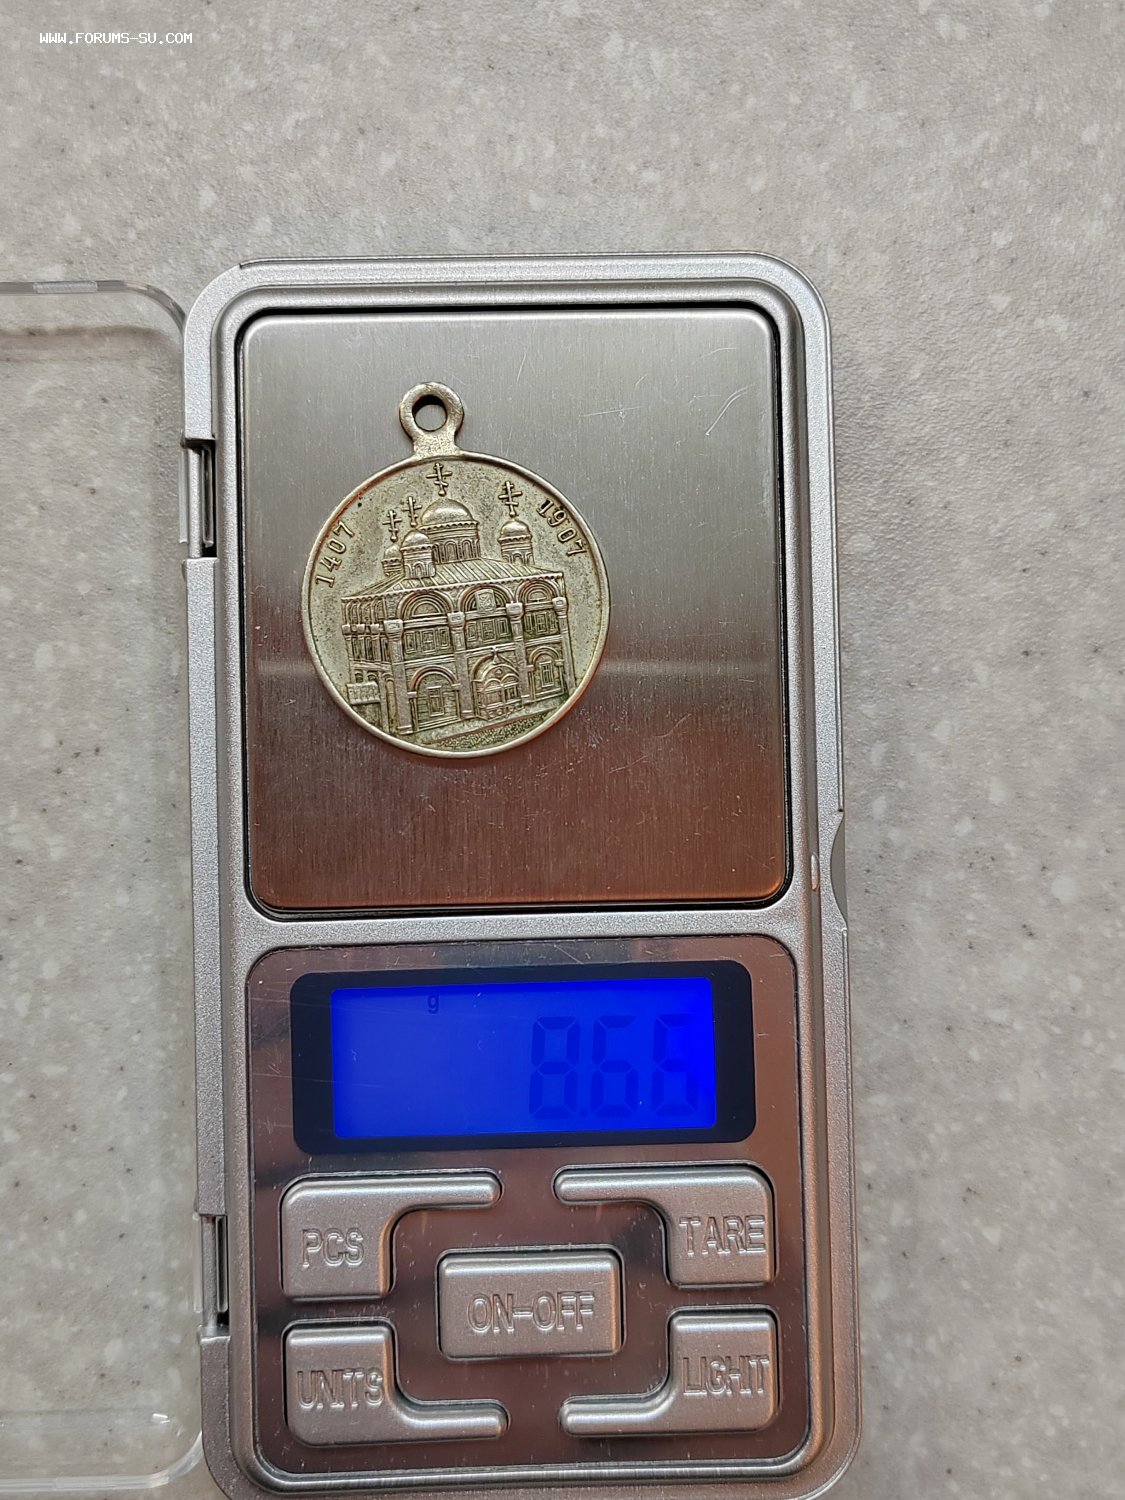 WWW.FORUMS-SU.COM
1407 1907
g
8.66
PCS
TARE
ON-OFF
UNITS
LIGHT